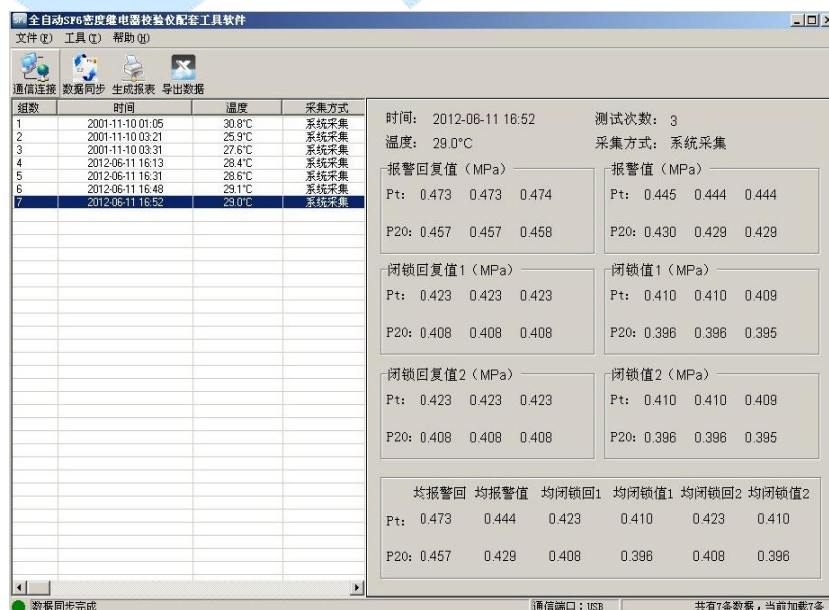 SF6 全自动SF6密度继电器校验仪配套工具软件
文件(F) 工具(T) 帮助(H)
通信连接 数据同步 生成报表 导出数据
组数 时间 温度 采集方式
1 2001-11-10 01:05 30.8℃ 系统采集
2 2001-11-10 03:21 25.9℃ 系统采集
3 2001-11-10 03:31 27.6℃ 系统采集
4 2012-06-11 16:13 28.4℃ 系统采集
5 2012-06-11 16:31 28.6℃ 系统采集
6 2012-06-11 16:48 29.1℃ 系统采集
7 2012-06-11 16:52 29.0℃ 系统采集
时间: 2012-06-11 16:52 测试次数: 3
温度: 29.0℃ 采集方式: 系统采集
报警回复值(MPa) 报警值(MPa)
Pt: 0.473 0.473 0.474 Pt: 0.445 0.444 0.444
P20: 0.457 0.457 0.458 P20: 0.430 0.429 0.429
闭锁回复值1(MPa) 闭锁值1(MPa)
Pt: 0.423 0.423 0.423 Pt: 0.410 0.410 0.409
P20: 0.408 0.408 0.408 P20: 0.396 0.396 0.395
闭锁回复值2(MPa) 闭锁值2(MPa)
Pt: 0.423 0.423 0.423 Pt: 0.410 0.410 0.409
P20: 0.408 0.408 0.408 P20: 0.396 0.396 0.395
均报警回 均报警值 均闭锁回1 均闭锁值1 均闭锁回2 均闭锁值2
Pt: 0.473 0.444 0.423 0.410 0.423 0.410
P20: 0.457 0.429 0.408 0.396 0.408 0.396
数据同步完成 通信端口:USB 共有7条数据,当前加载7条